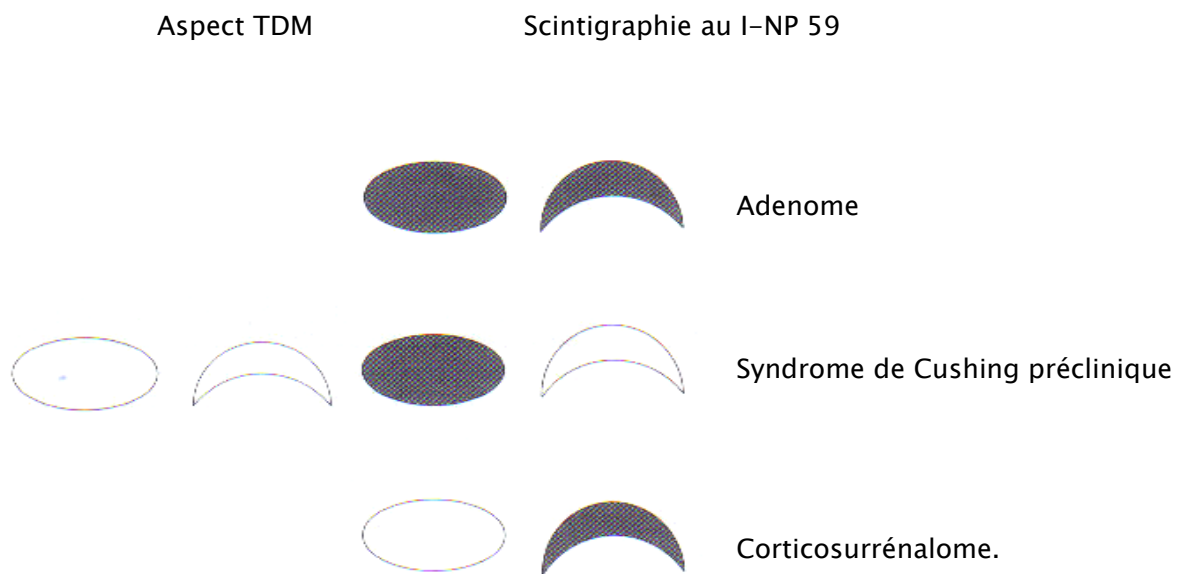 Aspect TDM Scintigraphie au I-NP 59
Adenome
Syndrome de Cushing préclinique
Corticosurrénalome.